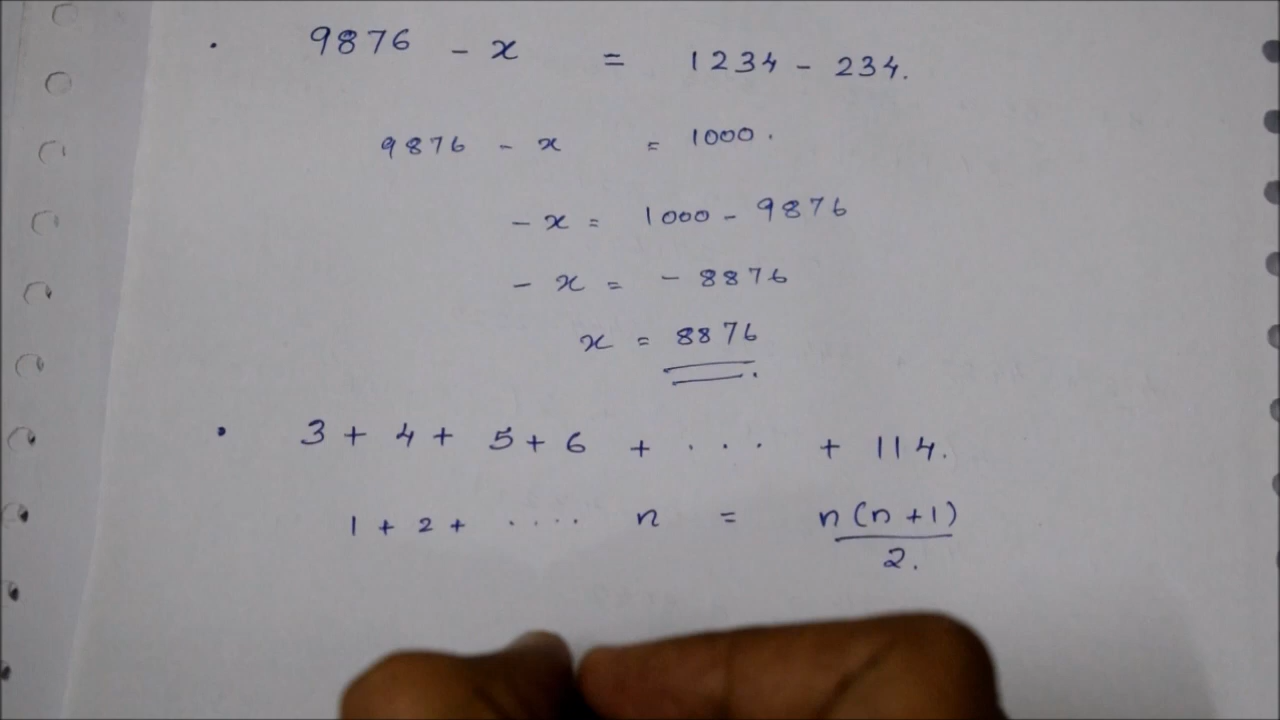 . 9876 - x = 1234 - 234.
9876 - x = 1000.
- x = 1000 - 9876
- x = - 8876
x = 8876.
. 3 + 4 + 5 + 6 + ... + 114.
1 + 2 + .... n = n(n+1)
2.